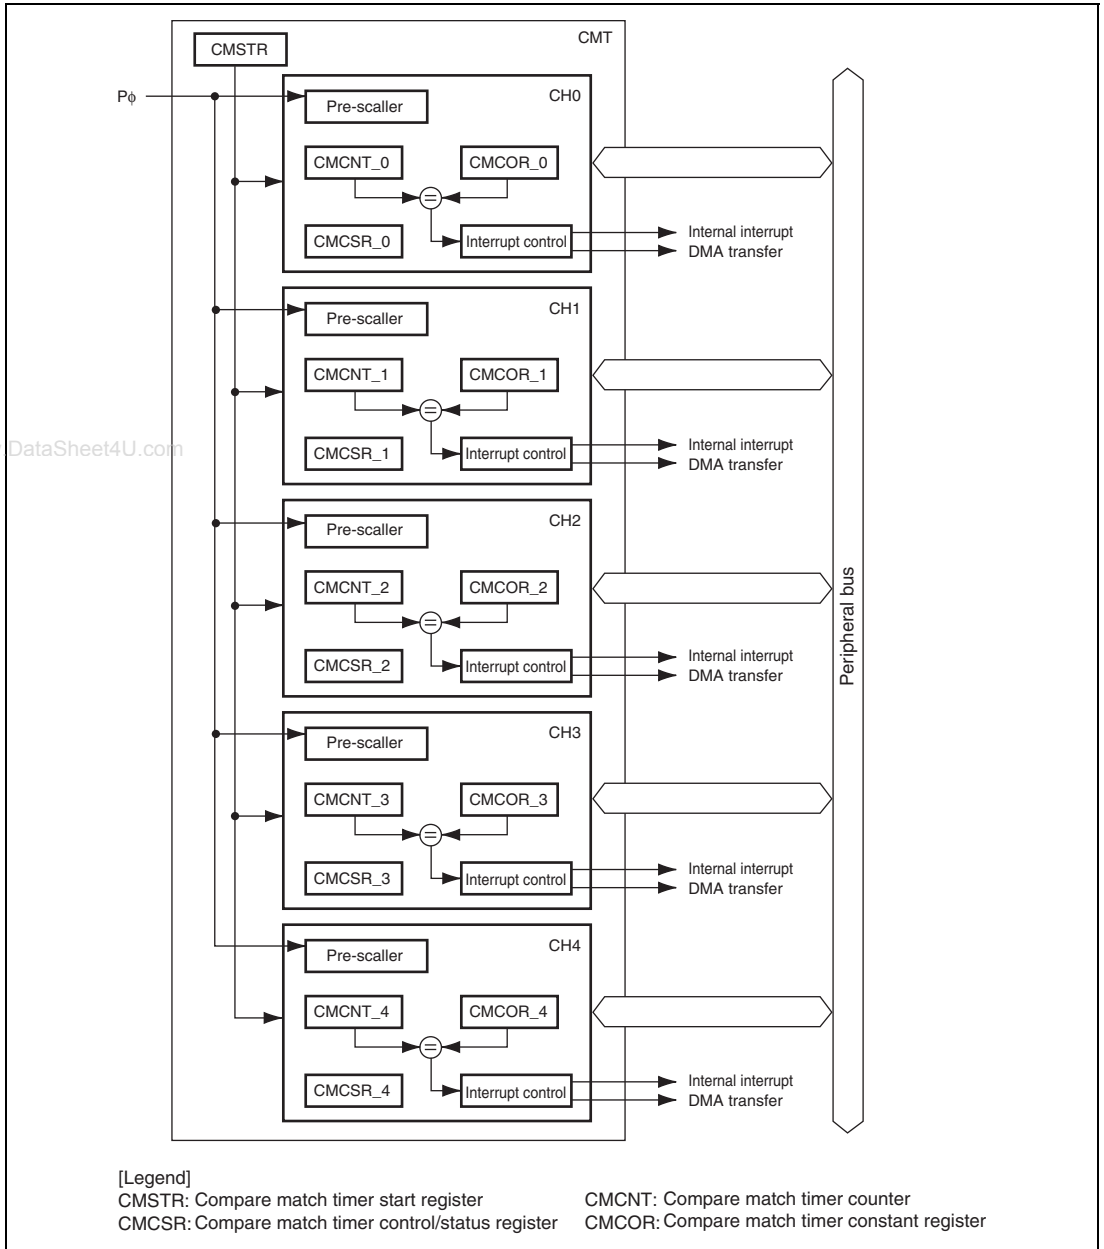 CMSTR
CMT
Pϕ
CH0
Pre-scaller
CMCNT_0
CMCOR_0
=
CMCSR_0
Interrupt control
Internal interrupt
DMA transfer
CH1
Pre-scaller
CMCNT_1
CMCOR_1
=
CMCSR_1
Interrupt control
Internal interrupt
DMA transfer
.DataSheet4U.com
CH2
Pre-scaller
CMCNT_2
CMCOR_2
=
CMCSR_2
Interrupt control
Internal interrupt
DMA transfer
Peripheral bus
CH3
Pre-scaller
CMCNT_3
CMCOR_3
=
CMCSR_3
Interrupt control
Internal interrupt
DMA transfer
CH4
Pre-scaller
CMCNT_4
CMCOR_4
=
CMCSR_4
Interrupt control
Internal interrupt
DMA transfer
[Legend]
CMSTR: Compare match timer start register
CMCNT: Compare match timer counter
CMCSR: Compare match timer control/status register
CMCOR: Compare match timer constant register